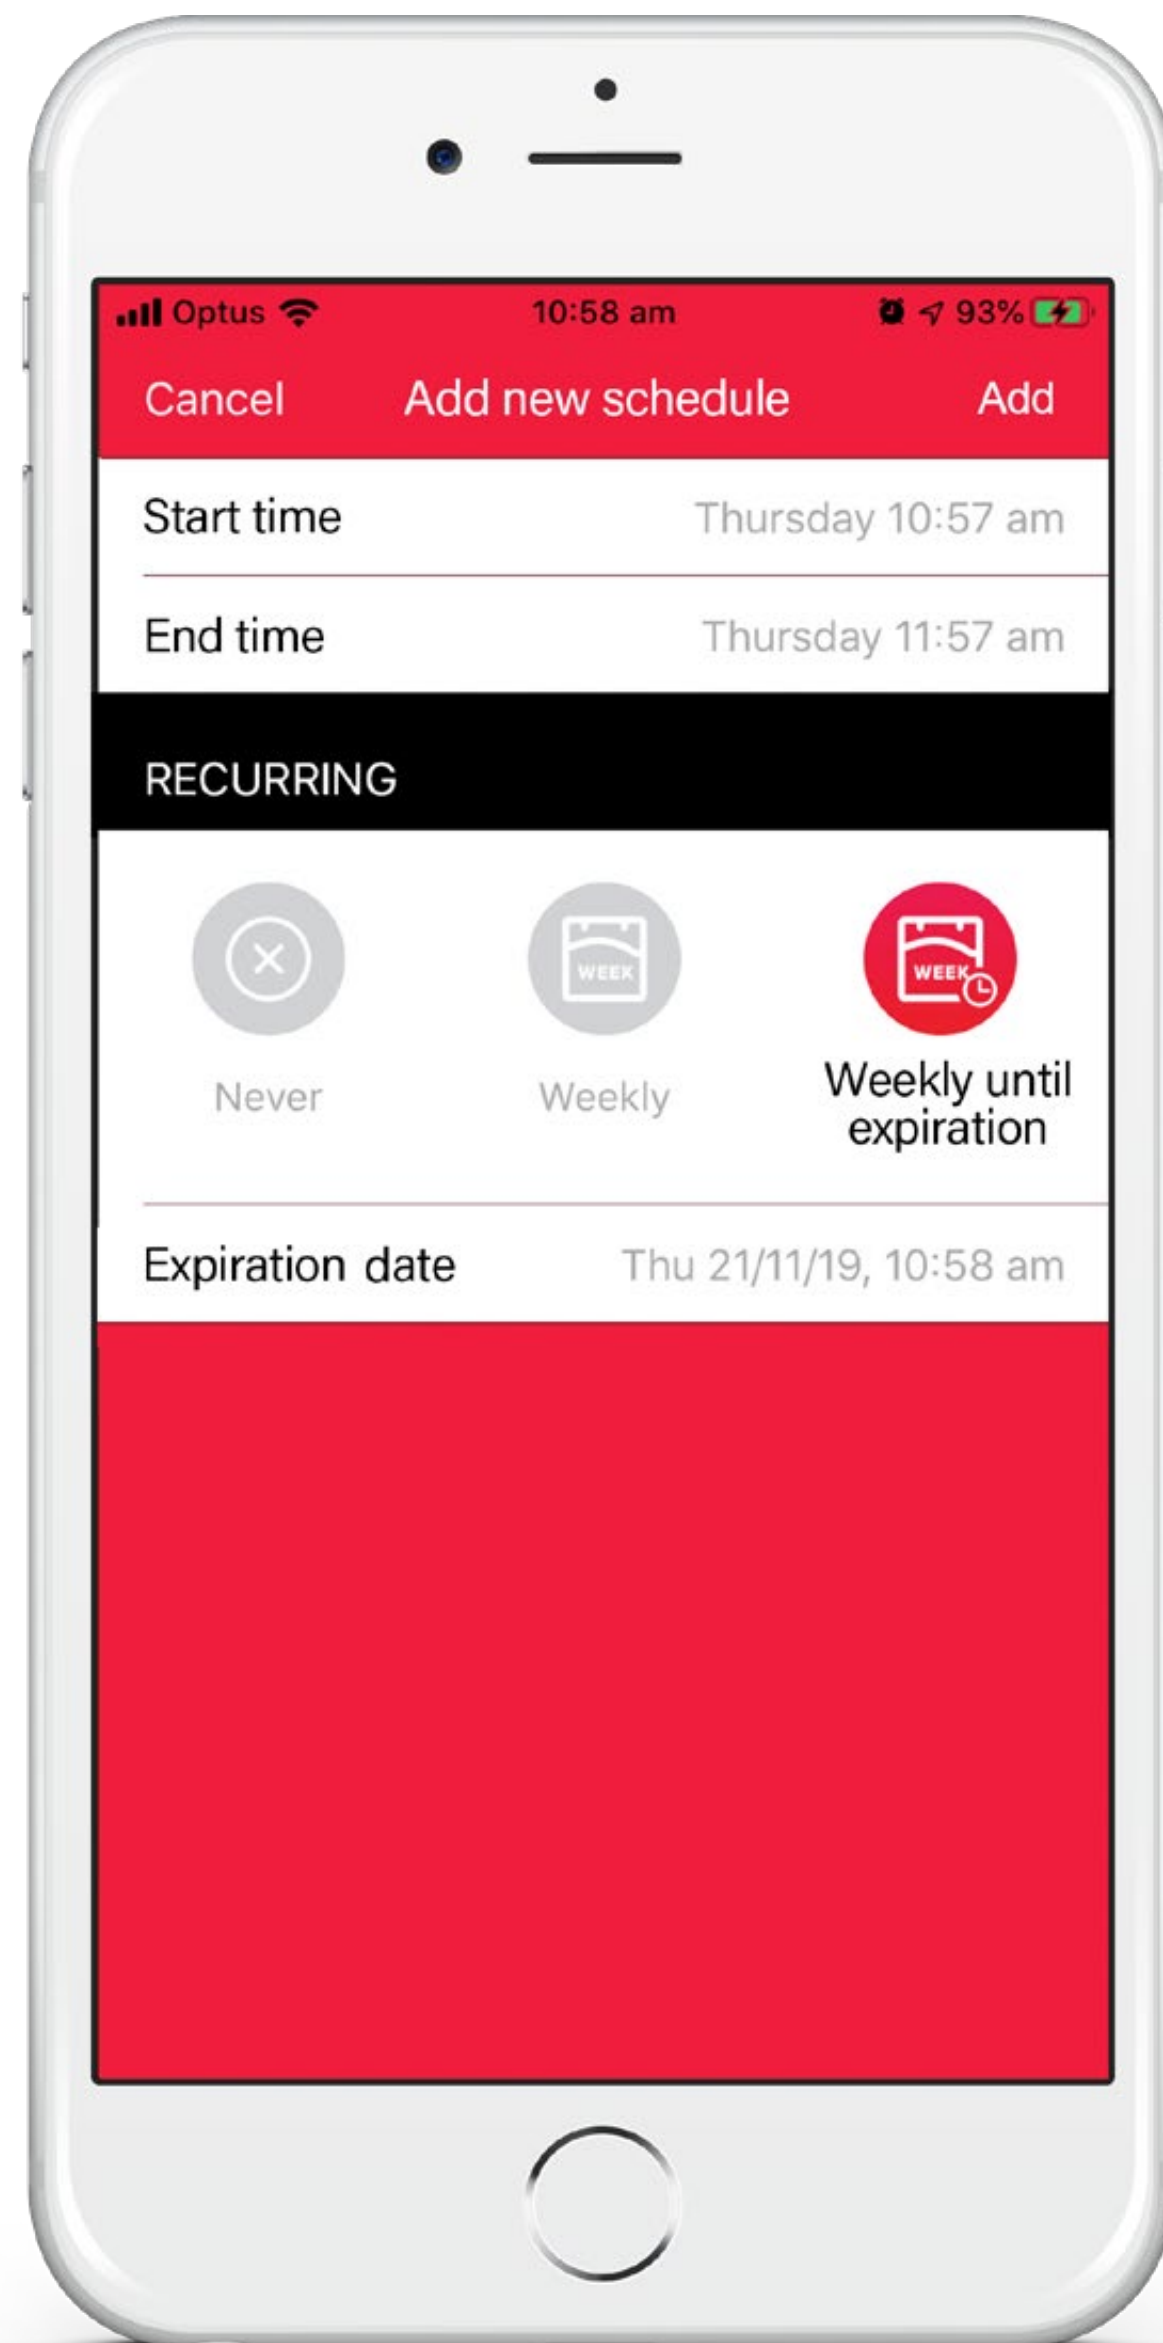 Optus 10:58 am 93%
Cancel Add new schedule Add
Start time Thursday 10:57 am
End time Thursday 11:57 am
RECURRING
WEEK WEEK
Never Weekly Weekly until
expiration
Expiration date Thu 21/11/19, 10:58 am